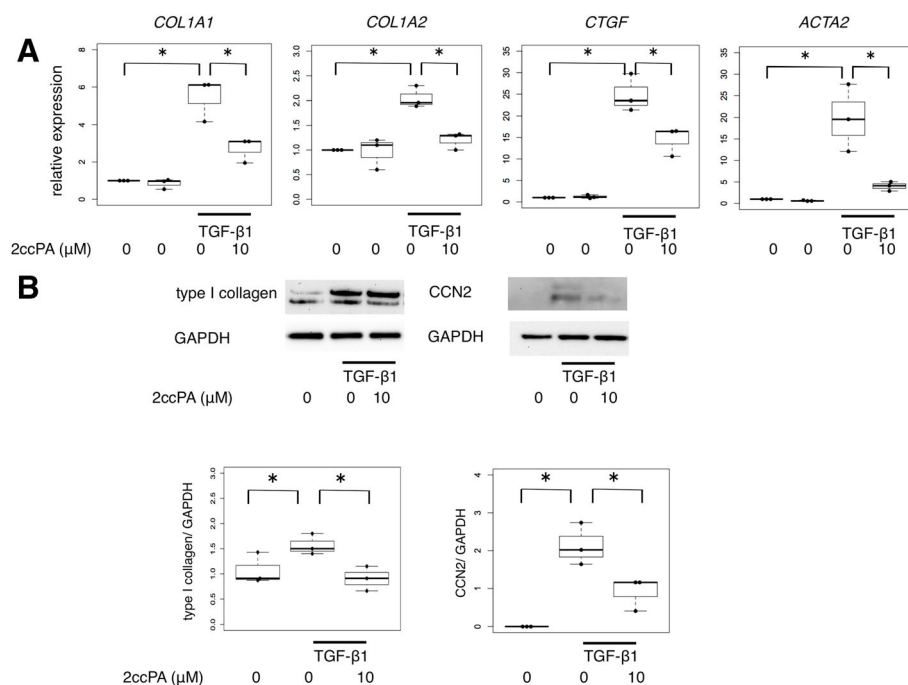 COL1A1 COL1A2 CTGF ACTA2
A
* * * * * * * *
relative expression
8 6 4 2 0
3.0 2.5 2.0 1.5 1.0 0.5 0.0
35 30 25 20 15 10 5 0
35 30 25 20 15 10 5 0
TGF-β1 TGF-β1 TGF-β1 TGF-β1
2ccPA (μM) 0 0 0 10 0 0 0 10 0 0 0 10 0 0 0 10
B
type I collagen CCN2
GAPDH GAPDH
TGF-β1 TGF-β1
2ccPA (μM) 0 0 10 0 0 10
* * * *
type I collagen/ GAPDH
3.0 2.5 2.0 1.5 1.0 0.5 0.0
CCN2/ GAPDH
4 3 2 1 0
TGF-β1 TGF-β1
2ccPA (μM) 0 0 10 0 0 10